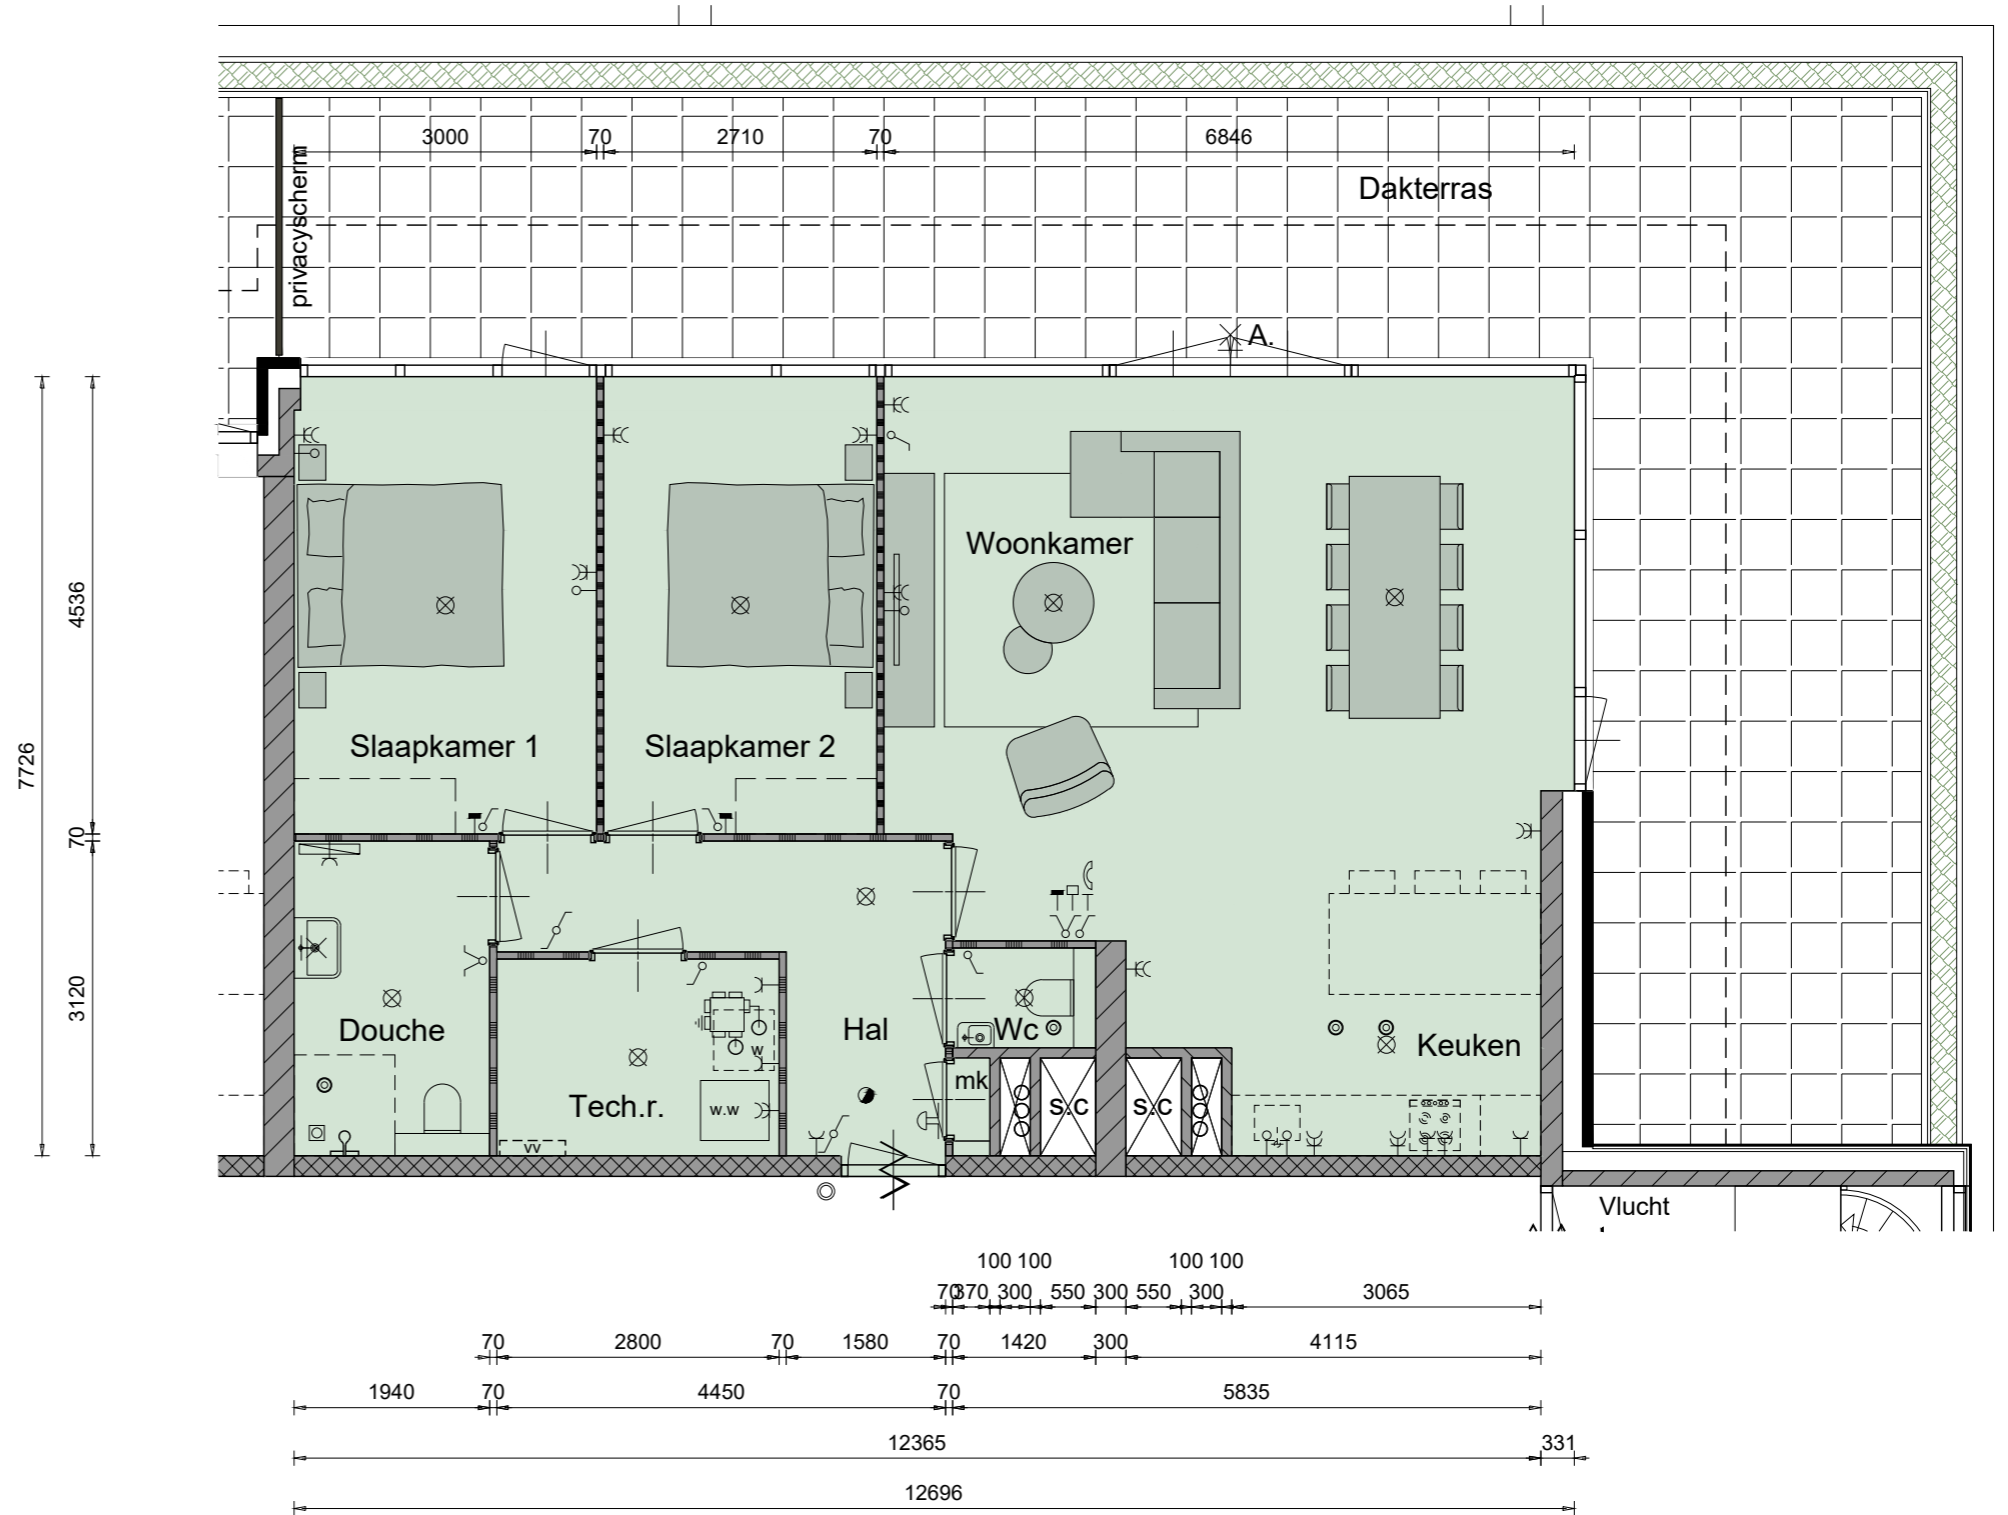 3000 70 2710 70 6846
privacyscherm
Dakterras
A.
Woonkamer
4536
Slaapkamer 1
Slaapkamer 2
7726
70
3120
Douche
Hal
Wc
Keuken
w
mk
Tech.r.
w.w
s.c
s.c
vv
Vlucht
100 100 100 100
70 370 300 550 300 550 300 3065
70 2800 70 1580 70 1420 300 4115
1940 70 4450 70 5835
12365 331
12696